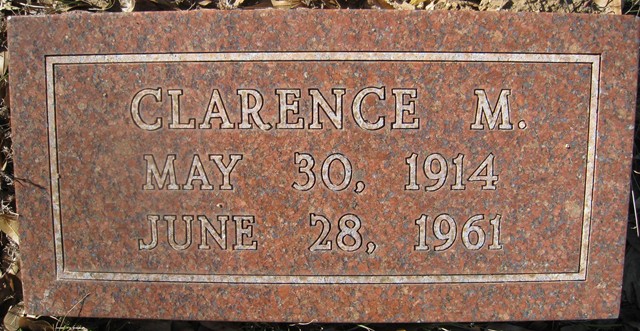 CLARENCE M.
MAY 30, 1914
JUNE 28, 1961